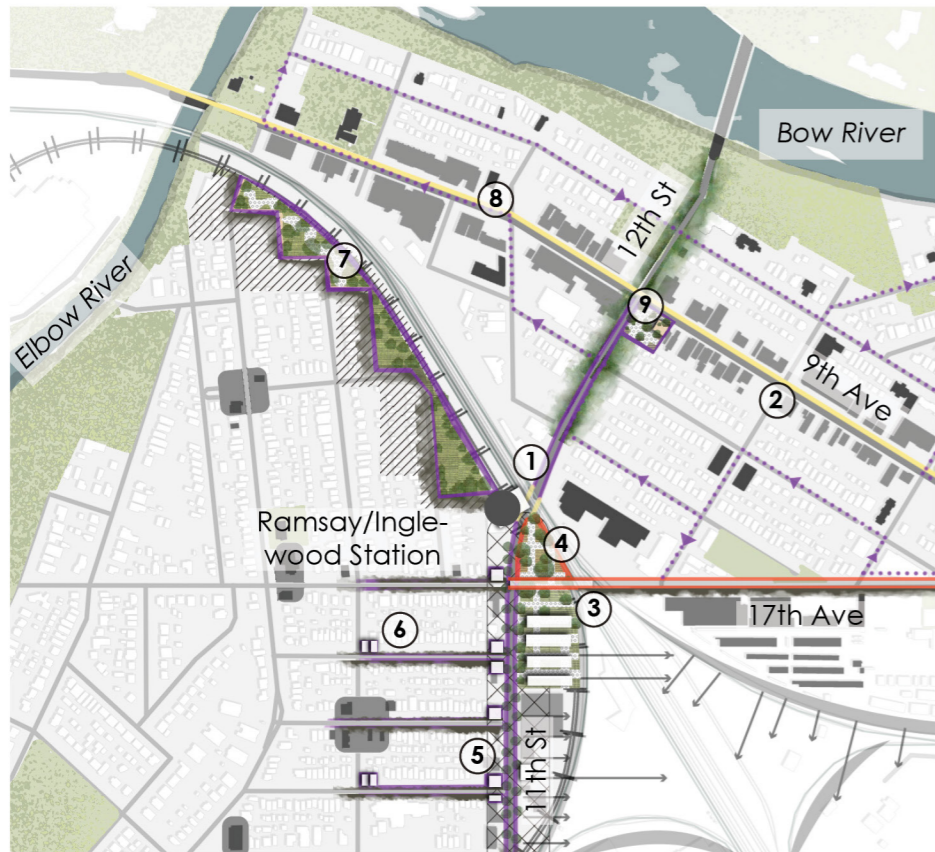 Bow River
8
12th St
7
9
Elbow River
9th Ave
2
1
Ramsay/Ingle-
wood Station
4
3
17th Ave
6
5
11th St